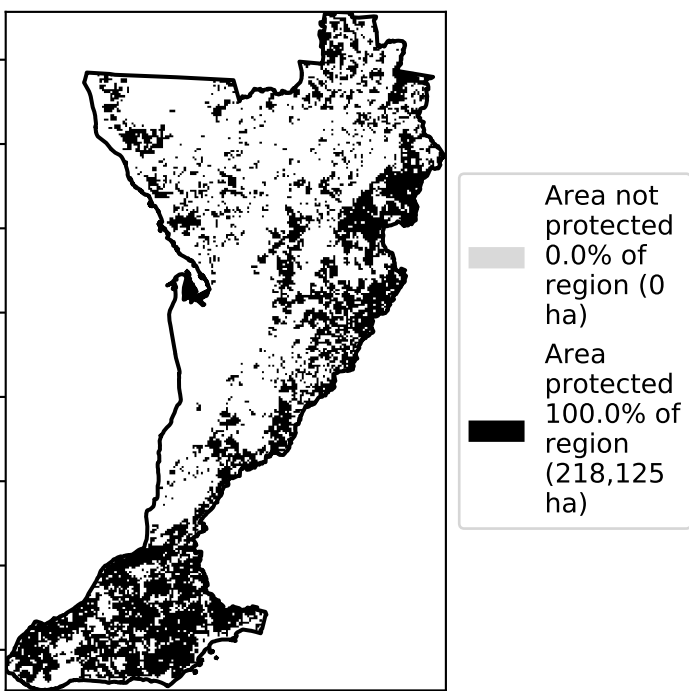 Area not
protected
0.0% of
region (0
ha)
Area
protected
100.0% of
region
(218,125
ha)